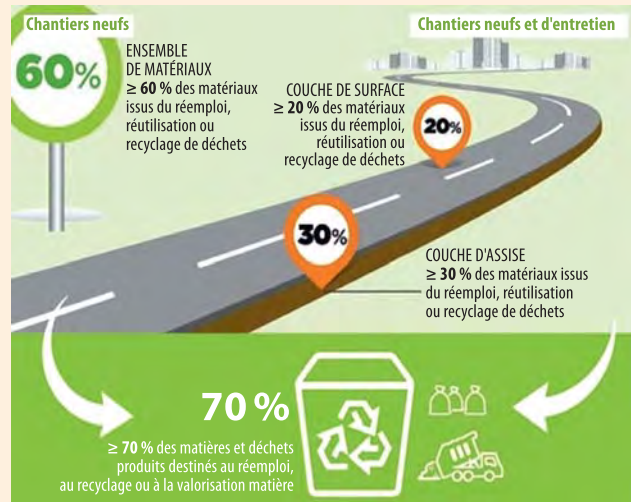 Chantiers neufs
60%
ENSEMBLE
DE MATÉRIAUX
≥ 60 % des matériaux
issus du réemploi,
réutilisation ou
recyclage de déchets
Chantiers neufs et d'entretien
COUCHE DE SURFACE
≥ 20 % des matériaux
issus du réemploi,
réutilisation ou
recyclage de déchets
20%
30%
COUCHE D'ASSISE
≥ 30 % des matériaux issus
du réemploi, réutilisation
ou recyclage de déchets
70 %
≥ 70 % des matières et déchets
produits destinés au réemploi,
au recyclage ou à la valorisation matière